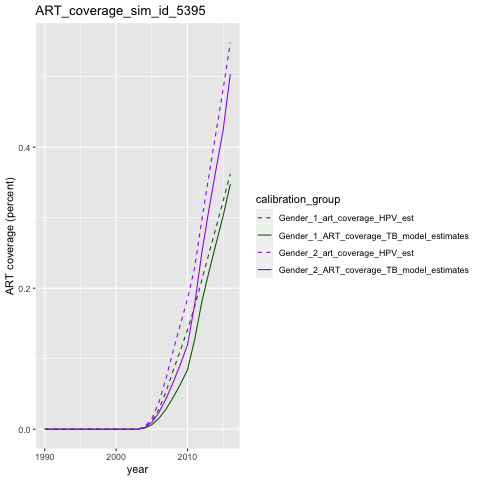 ART_coverage_sim_id_5395
ART coverage (percent)
0.4
0.2
0.0
1990
2000
2010
year
calibration_group
Gender_1_art_coverage_HPV_est
Gender_1_ART_coverage_TB_model_estimates
Gender_2_art_coverage_HPV_est
Gender_2_ART_coverage_TB_model_estimates